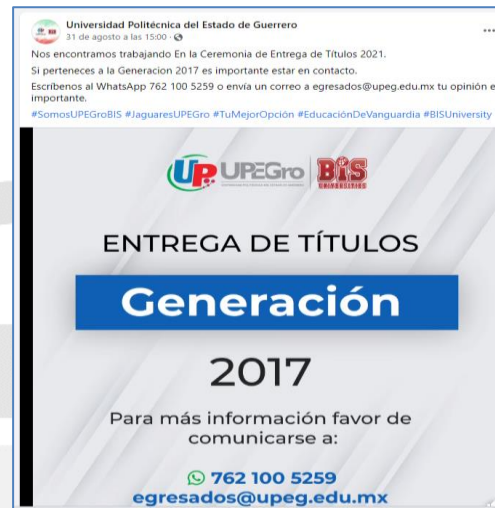 Universidad Politécnica del Estado de Guerrero
31 de agosto a las 15:00 ·
Nos encontramos trabajando En la Ceremonia de Entrega de Títulos 2021.
Si perteneces a la Generacion 2017 es importante estar en contacto.
Escríbenos al WhatsApp 762 100 5259 o envía un correo a egresados@upeg.edu.mx tu opinión e
importante.
#SomosUPEGroBIS #JaguaresUPEGro #TuMejorOpción #EducaciónDeVanguardia #BISUniversity
UP UPEGro BIS
UNIVERSITIES
ENTREGA DE TÍTULOS
Generación
2017
Para más información favor de
comunicarse a:
762 100 5259
egresados@upeg.edu.mx